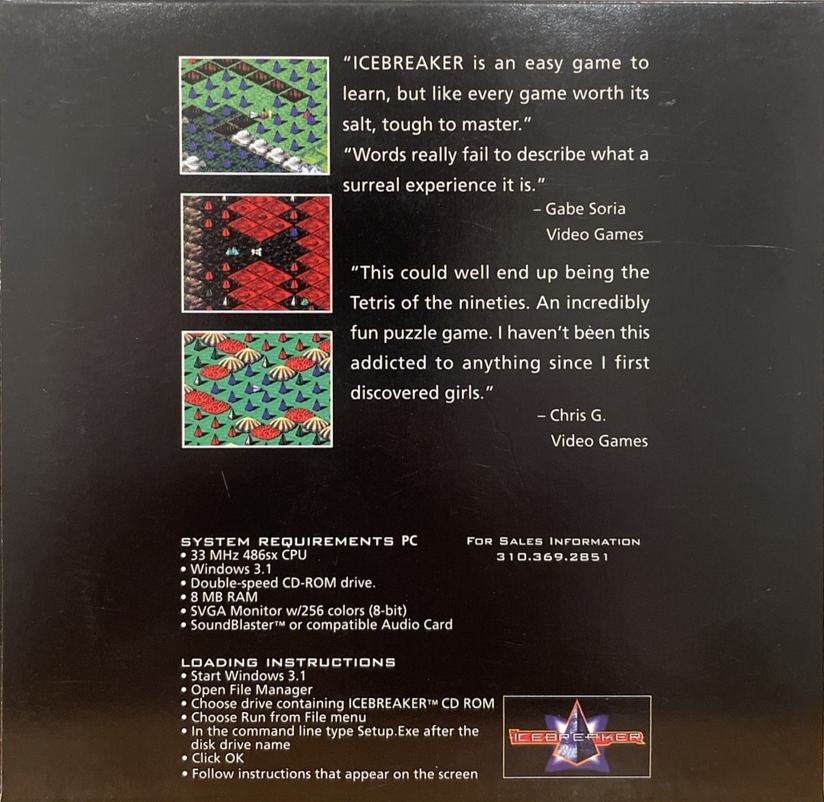 “ICEBREAKER is an easy game to
learn, but like every game worth its
salt, tough to master.”
“Words really fail to describe what a
surreal experience it is.”
– Gabe Soria
Video Games
“This could well end up being the
Tetris of the nineties. An incredibly
fun puzzle game. I haven’t been this
addicted to anything since I first
discovered girls.”
– Chris G.
Video Games
SYSTEM REQUIREMENTS PC
• 33 MHz 486sx CPU
• Windows 3.1
• Double-speed CD-ROM drive.
• 8 MB RAM
• SVGA Monitor w/256 colors (8-bit)
• SoundBlaster™ or compatible Audio Card
FOR SALES INFORMATION
310.369.2851
LOADING INSTRUCTIONS
• Start Windows 3.1
• Open File Manager
• Choose drive containing ICEBREAKER™ CD ROM
• Choose Run from File menu
• In the command line type Setup.Exe after the
disk drive name
• Click OK
• Follow instructions that appear on the screen
ICEBREAKER